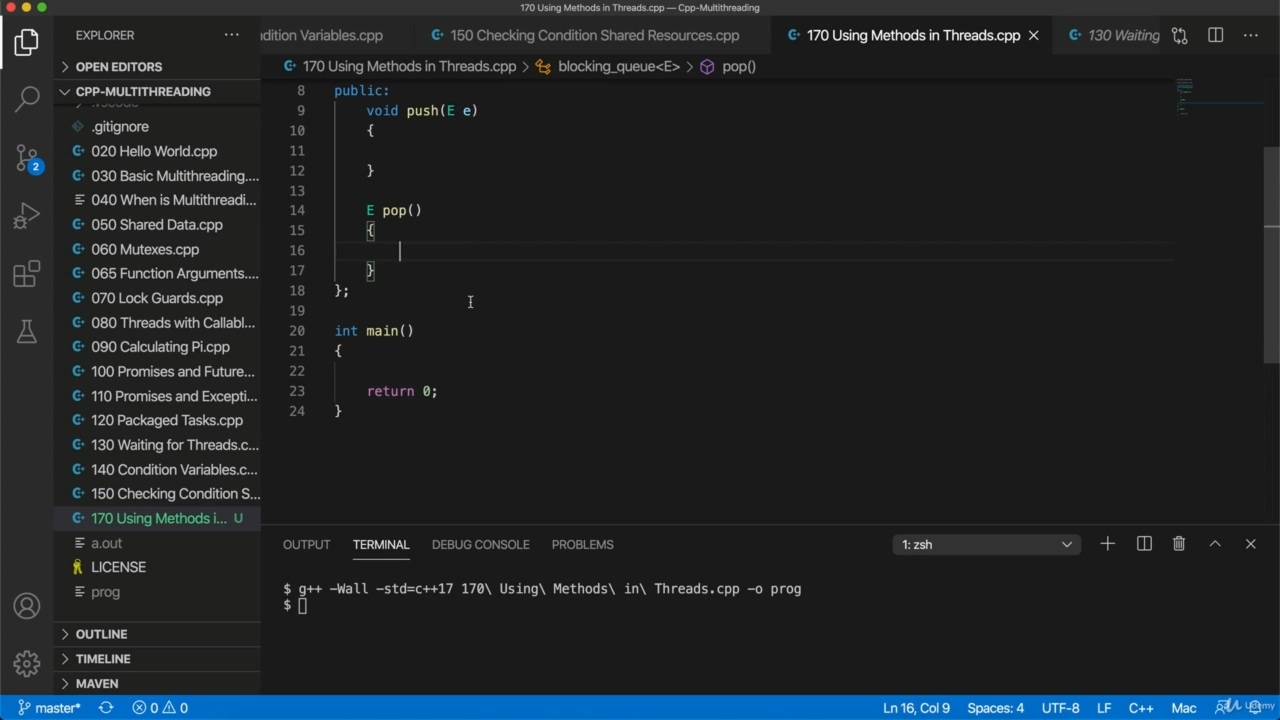 170 Using Methods in Threads.cpp — Cpp-Multithreading
EXPLORER
ndition Variables.cpp
150 Checking Condition Shared Resources.cpp
170 Using Methods in Threads.cpp
130 Waiting
OPEN EDITORS
170 Using Methods in Threads.cpp > blocking_queue<E> > pop()
CPP-MULTITHREADING
.vscode
.gitignore
020 Hello World.cpp
030 Basic Multithreading....
040 When is Multithreadi...
050 Shared Data.cpp
060 Mutexes.cpp
065 Function Arguments....
070 Lock Guards.cpp
080 Threads with Callabl...
090 Calculating Pi.cpp
100 Promises and Future...
110 Promises and Excepti...
120 Packaged Tasks.cpp
130 Waiting for Threads.c...
140 Condition Variables.c...
150 Checking Condition S...
170 Using Methods i... U
a.out
LICENSE
prog
OUTLINE
TIMELINE
MAVEN
2
8 public:
9 void push(E e)
10 {
11
12 }
13
14 E pop()
15 {
16
17 }
18 };
19
20 int main()
21 {
22
23 return 0;
24 }
OUTPUT TERMINAL DEBUG CONSOLE PROBLEMS
1: zsh
$ g++ -Wall -std=c++17 170\ Using\ Methods\ in\ Threads.cpp -o prog
$
master* 0 0 Ln 16, Col 9 Spaces: 4 UTF-8 LF C++ Mac
Udemy